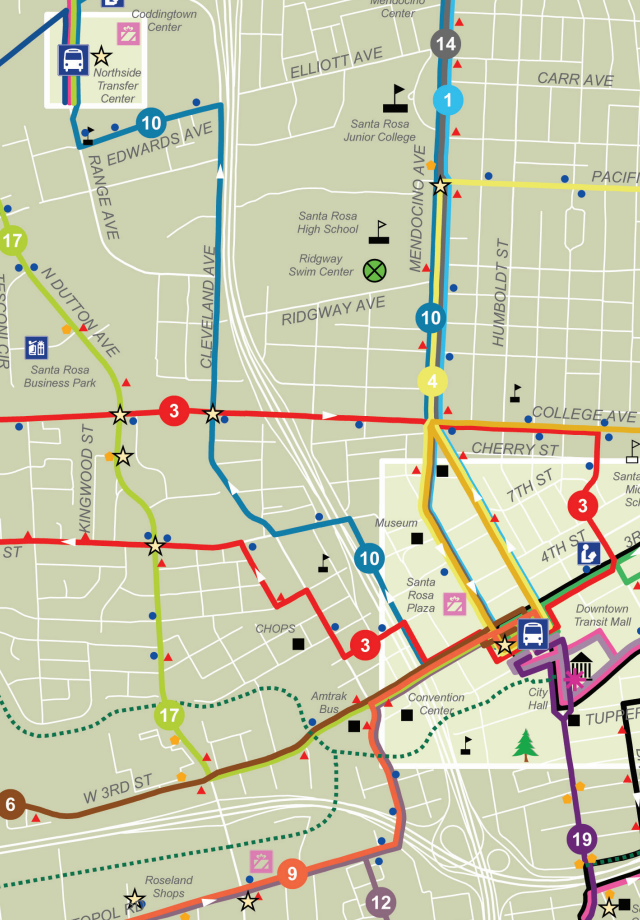 Coddingtown
Center
Mendocino
Center
Northside
Transfer
Center
14
ELLIOTT AVE
CARR AVE
1
Santa Rosa
Junior College
10
EDWARDS AVE
RANGE AVE
MENDOCINO AVE
PACIFI
17
Santa Rosa
High School
Ridgway
Swim Center
HUMBOLDT ST
N DUTTON AVE
CLEVELAND AVE
RIDGWAY AVE
10
TESCONI CIR
Santa Rosa
Business Park
4
3
COLLEGE AVE
KINGWOOD ST
CHERRY ST
7TH ST
Santa
Mid
Sch
3
Museum
ST
4TH ST
3R
10
Santa
Rosa
Plaza
Downtown
Transit Mall
CHOPS
3
City
Hall
Amtrak
Bus
Convention
Center
17
TUPPER
W 3RD ST
6
19
Roseland
Shops
9
12
TOPOL RD
S